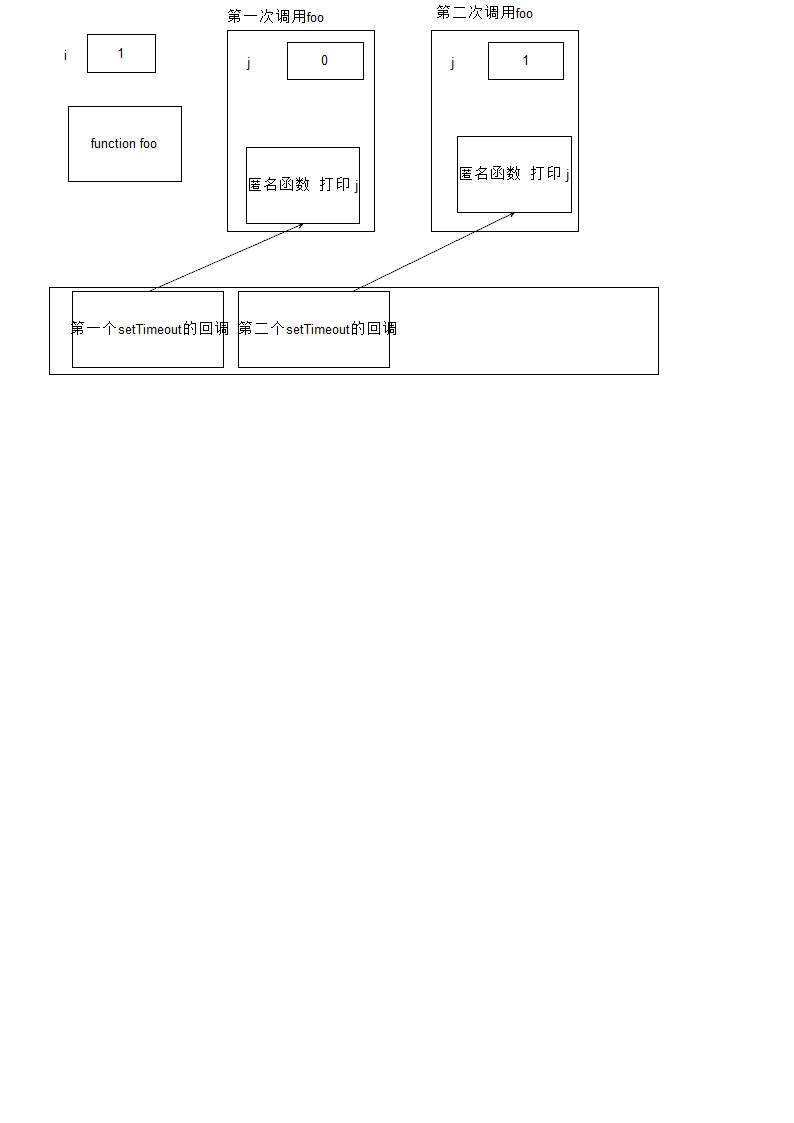 第一次调用foo
第二次调用foo
i
1
j
0
j
1
function foo
匿名函数 打印 j
匿名函数 打印 j
第一个setTimeout的回调
第二个setTimeout的回调